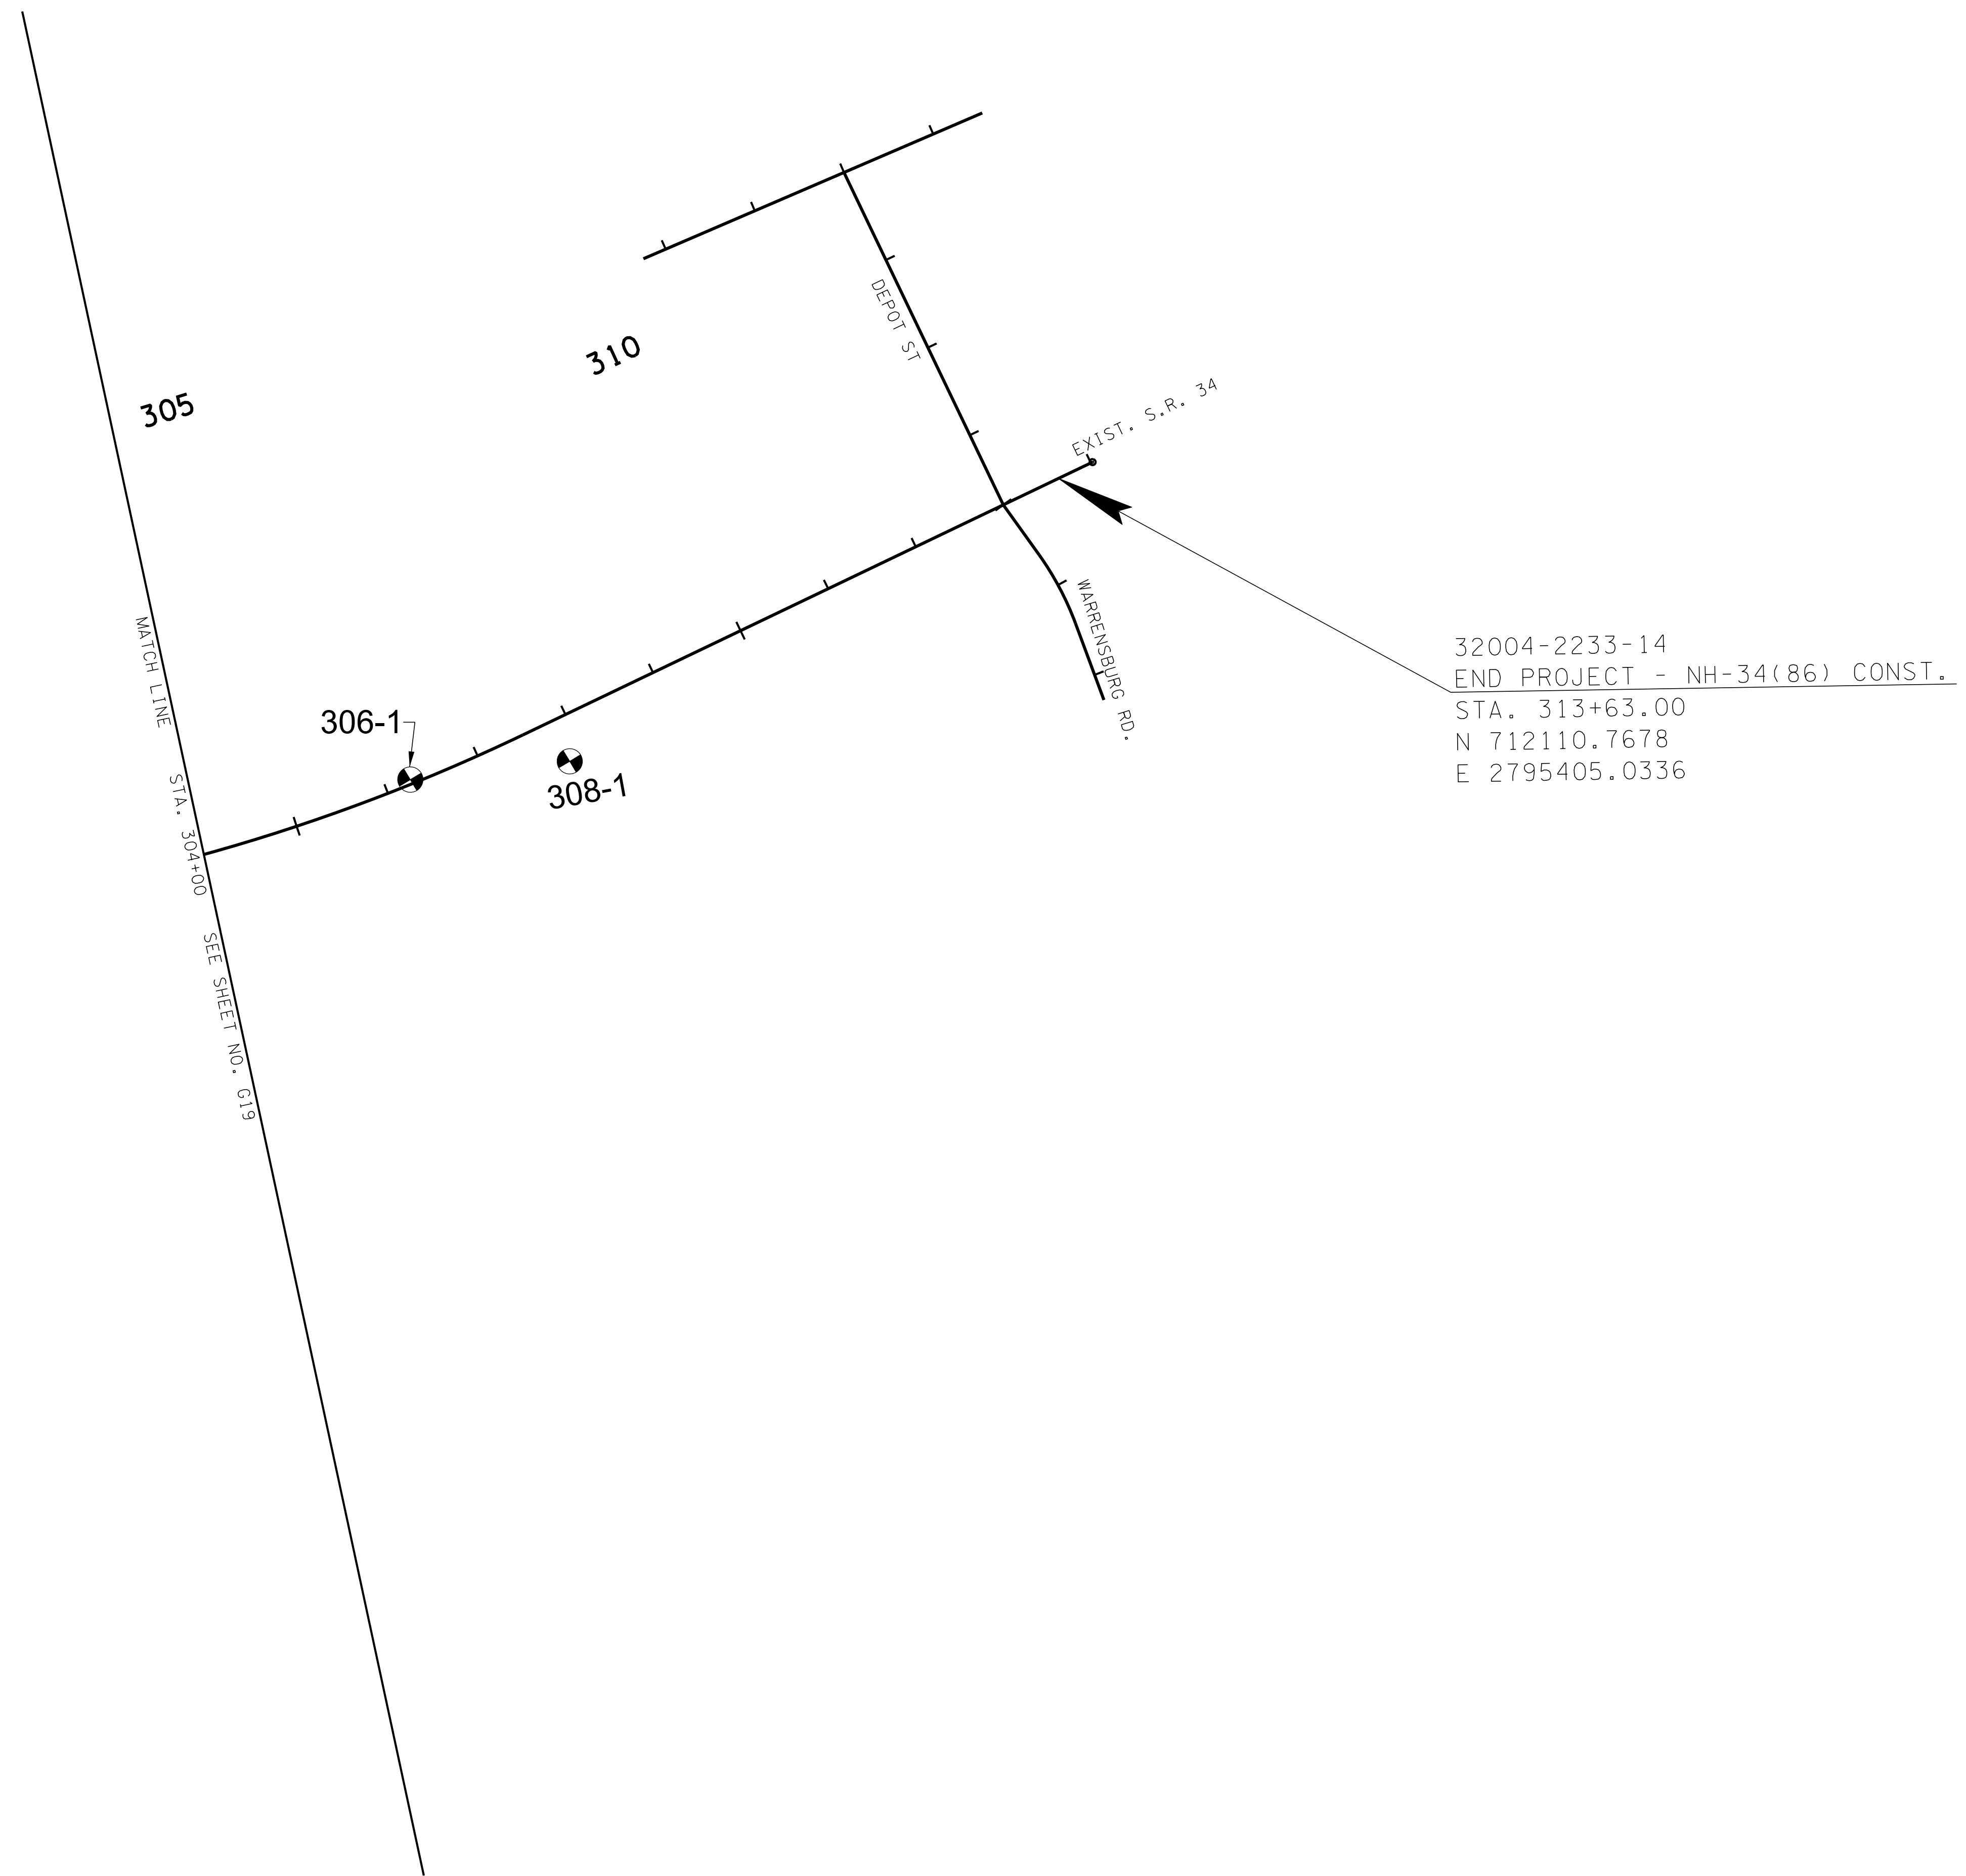 305
310
DEPOT ST
EXIST. S.R. 34
MATCH LINE STA. 304+00 SEE SHEET NO. G19
WARRENSBURG RD.
306-1
308-1
32004-2233-14
END PROJECT - NH-34(86) CONST.
STA. 313+63.00
N 712110.7678
E 2795405.0336